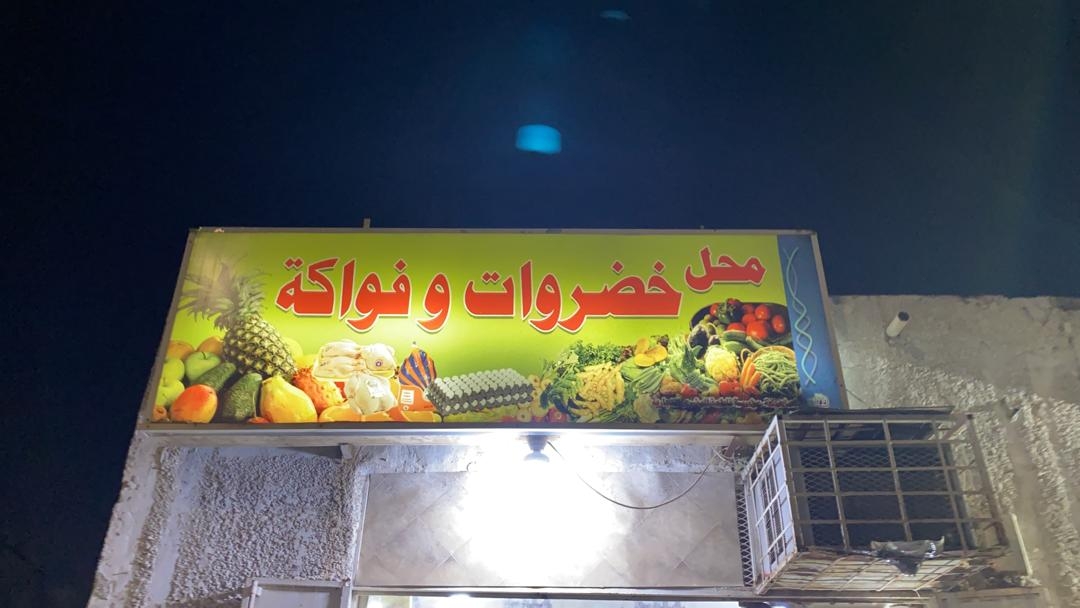 محل خضروات و فواكة